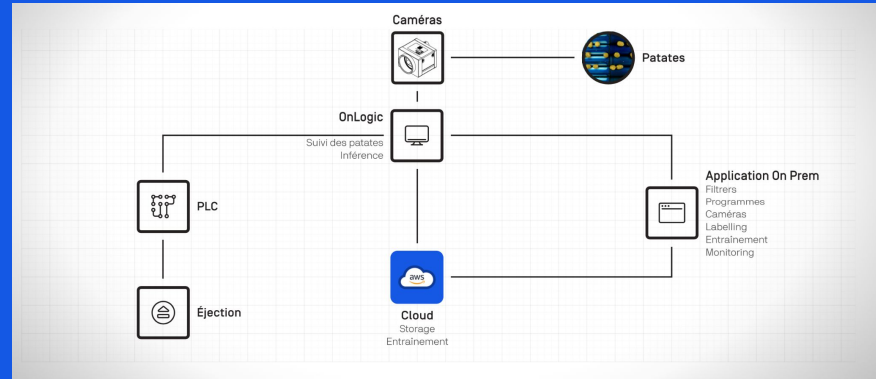 Caméras
Patates
OnLogic
Suivi des patates
Inférence
Application On Prem
Filtrers
Programmes
Caméras
Labelling
Entraînement
Monitoring
PLC
aws
Éjection
Cloud
Storage
Entraînement